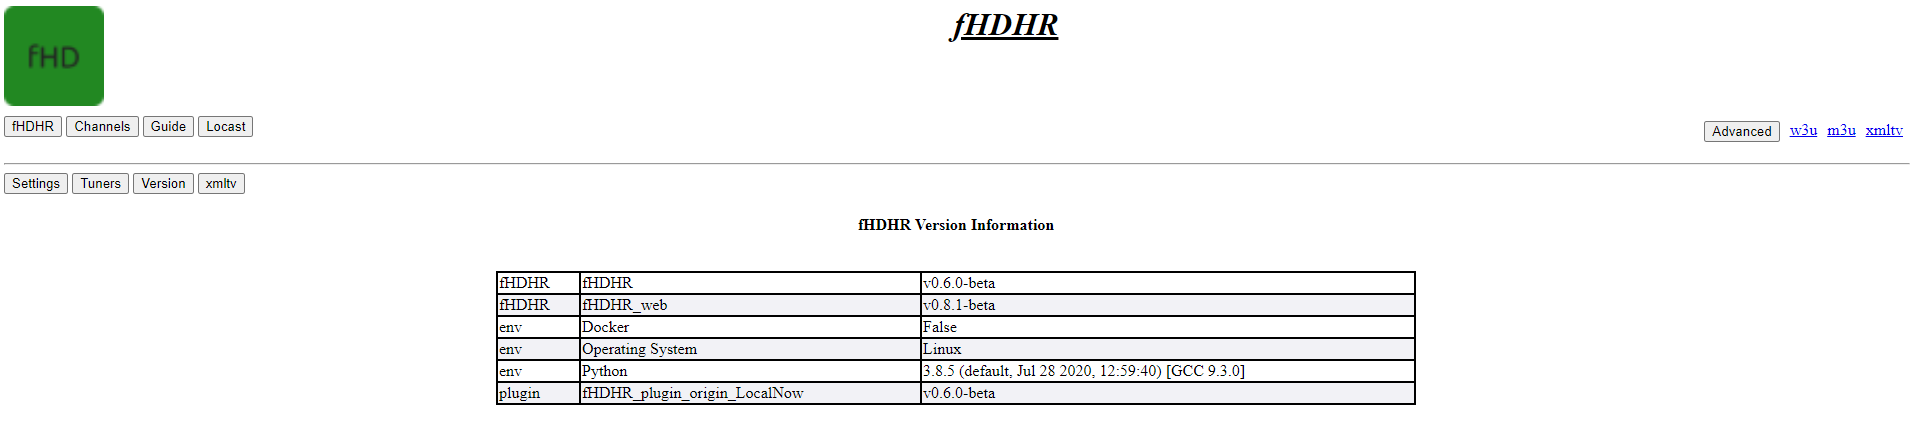 fHD
fHDHR
fHDHR Channels Guide Locast
Advanced w3u m3u xmltv
Settings Tuners Version xmltv
fHDHR Version Information
fHDHR fHDHR v0.6.0-beta
fHDHR fHDHR_web v0.8.1-beta
env Docker False
env Operating System Linux
env Python 3.8.5 (default, Jul 28 2020, 12:59:40) [GCC 9.3.0]
plugin fHDHR_plugin_origin_LocalNow v0.6.0-beta